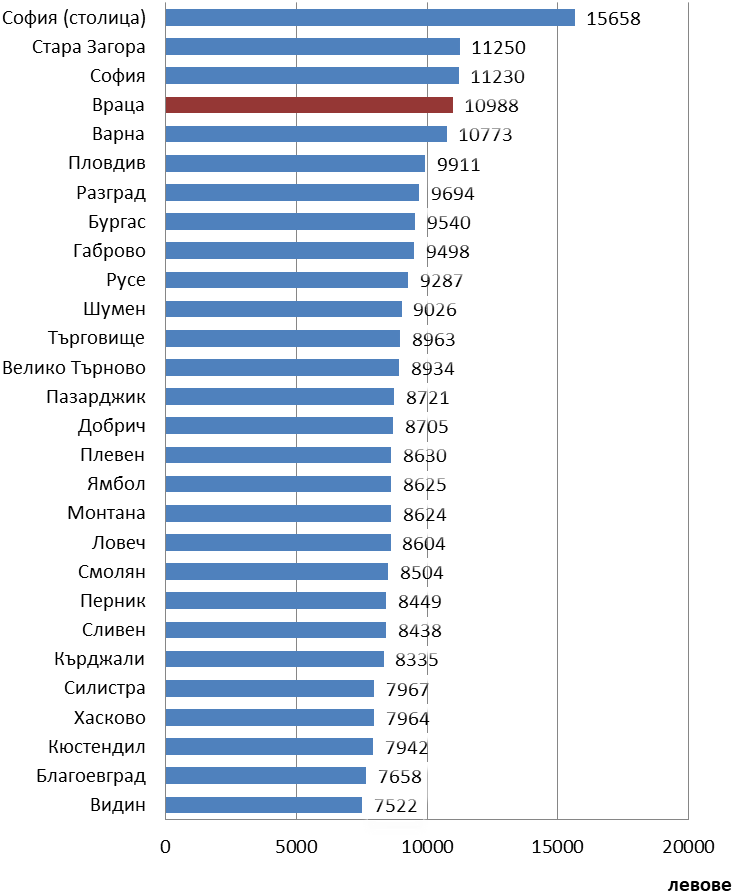 София (столица) 15658
Стара Загора 11250
София 11230
Враца 10988
Варна 10773
Пловдив 9911
Разград 9694
Бургас 9540
Габрово 9498
Русе 9287
Шумен 9026
Търговище 8963
Велико Търново 8934
Пазарджик 8721
Добрич 8705
Плевен 8630
Ямбол 8625
Монтана 8624
Ловеч 8604
Смолян 8504
Перник 8449
Сливен 8438
Кърджали 8335
Силистра 7967
Хасково 7964
Кюстендил 7942
Благоевград 7658
Видин 7522
0 5000 10000 15000 20000
левове